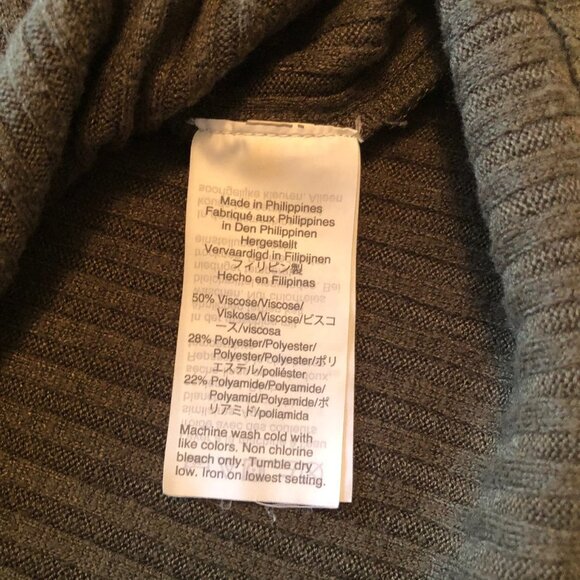 Made in Philippines
Fabriqué aux Philippines
in Den Philippinen
Hergestellt
Vervaardigd in Filipijnen
フィリピン製
Hecho en Filipinas
50% Viscose/Viscose/
Viskose/Viscose/ビスコ
ース/viscosa
28% Polyester/Polyester/
Polyester/Polyester/ポリ
エステル/poliéster
22% Polyamide/Polyamide/
Polyamid/Polyamide/ポ
リアミド/poliamida
Machine wash cold with
like colors. Non chlorine
bleach only. Tumble dry
low. Iron on lowest setting.